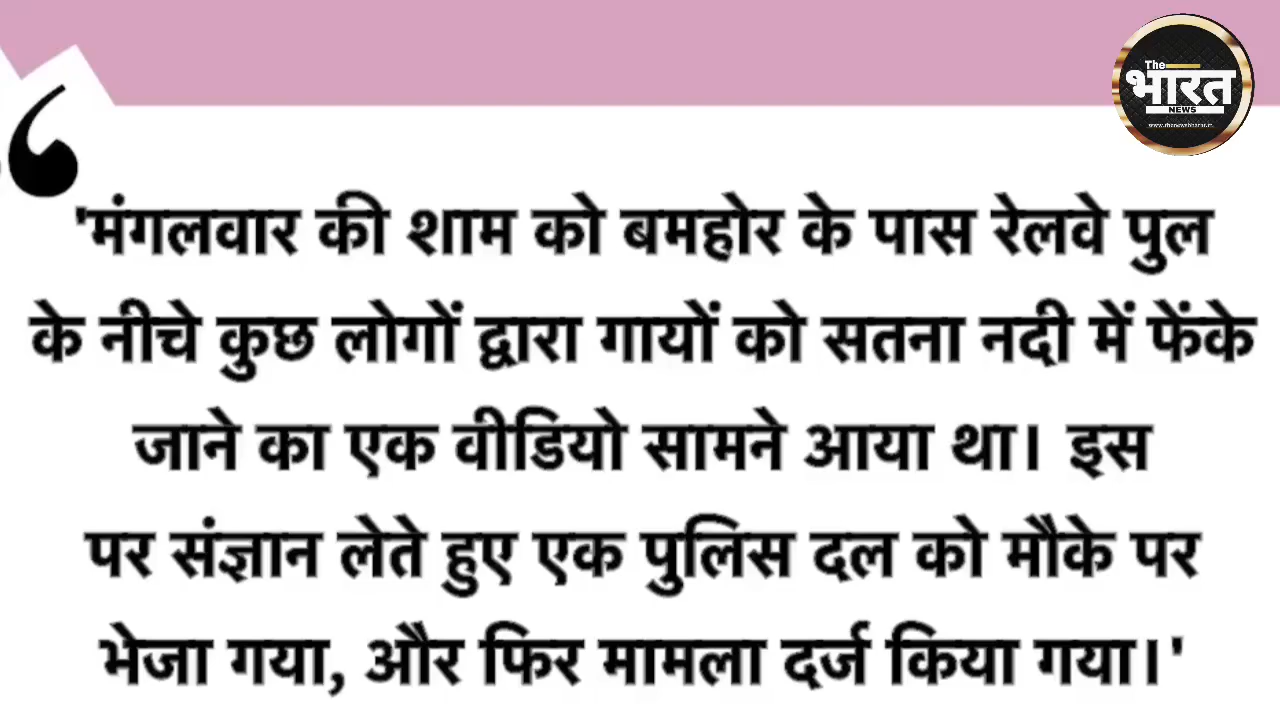 The
भारत
NEWS
'मंगलवार की शाम को बमहोर के पास रेलवे पुल
के नीचे कुछ लोगों द्वारा गायों को सतना नदी में फेंके
जाने का एक वीडियो सामने आया था। इस
पर संज्ञान लेते हुए एक पुलिस दल को मौके पर
भेजा गया, और फिर मामला दर्ज किया गया।'